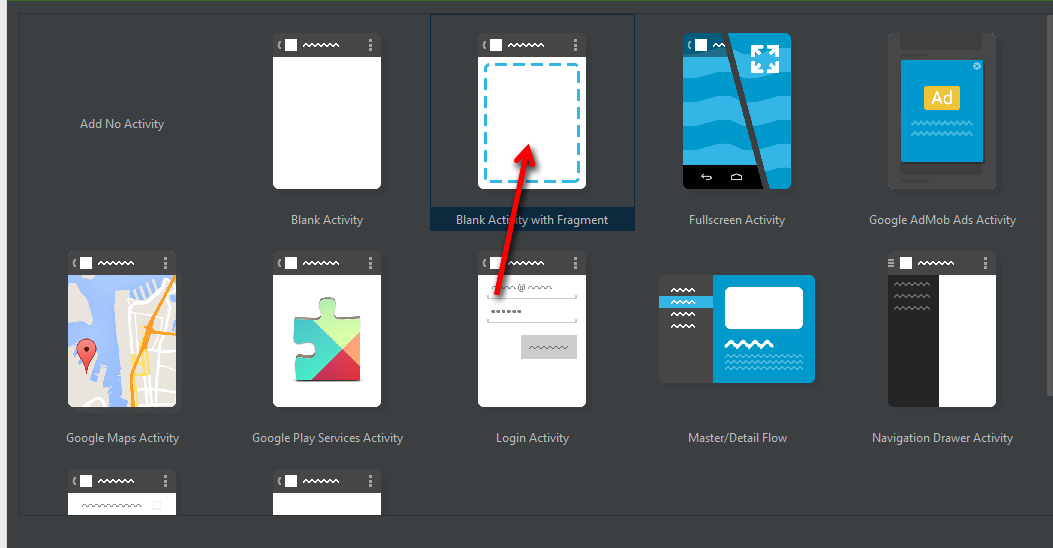 Add No Activity
Blank Activity
Blank Activity with Fragment
Fullscreen Activity
Ad
Google AdMob Ads Activity
Google Maps Activity
Google Play Services Activity
@
Login Activity
Master/Detail Flow
Navigation Drawer Activity